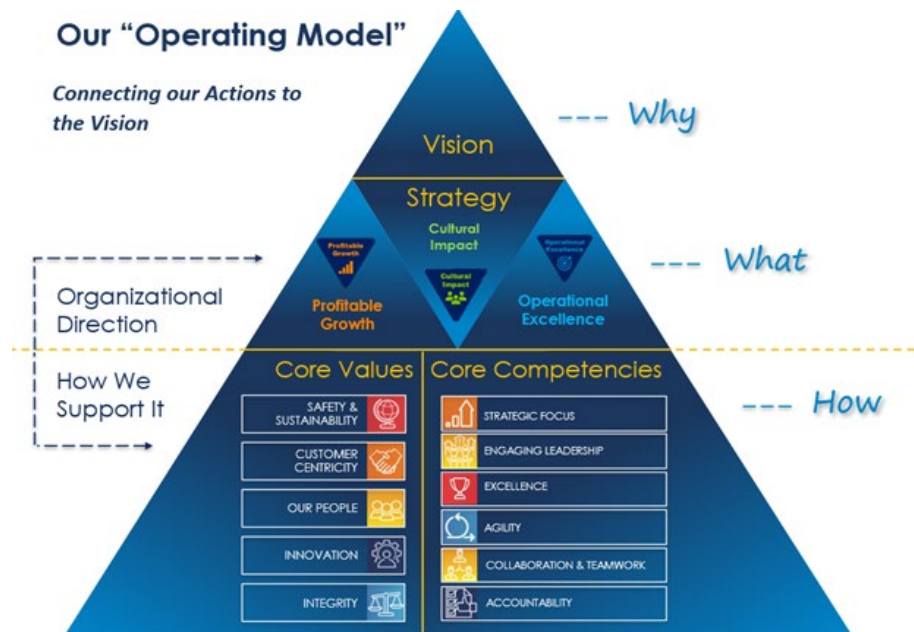 Our “Operating Model”
Connecting our Actions to
the Vision
Vision
Why
Strategy
Cultural
Impact
Profitable
Growth
Cultural
Impact
Operational
Excellence
Profitable
Growth
Operational
Excellence
What
Organizational
Direction
How We
Support It
Core Values
SAFETY &
SUSTAINABILITY
CUSTOMER
CENTRICITY
OUR PEOPLE
INNOVATION
INTEGRITY
Core Competencies
STRATEGIC FOCUS
ENGAGING LEADERSHIP
EXCELLENCE
AGILITY
COLLABORATION & TEAMWORK
ACCOUNTABILITY
How